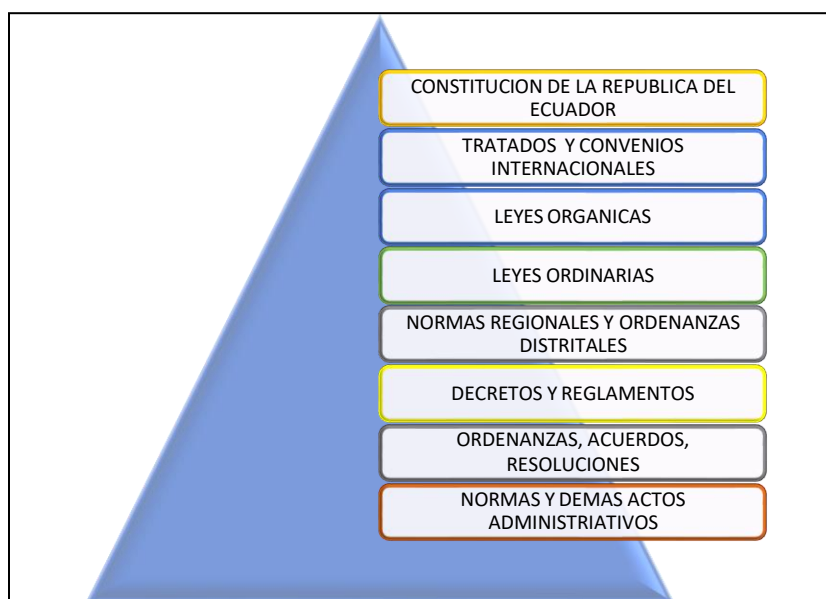 CONSTITUCION DE LA REPUBLICA DEL
ECUADOR
TRATADOS Y CONVENIOS
INTERNACIONALES
LEYES ORGANICAS
LEYES ORDINARIAS
NORMAS REGIONALES Y ORDENANZAS
DISTRITALES
DECRETOS Y REGLAMENTOS
ORDENANZAS, ACUERDOS,
RESOLUCIONES
NORMAS Y DEMAS ACTOS
ADMINISTRIATIVOS